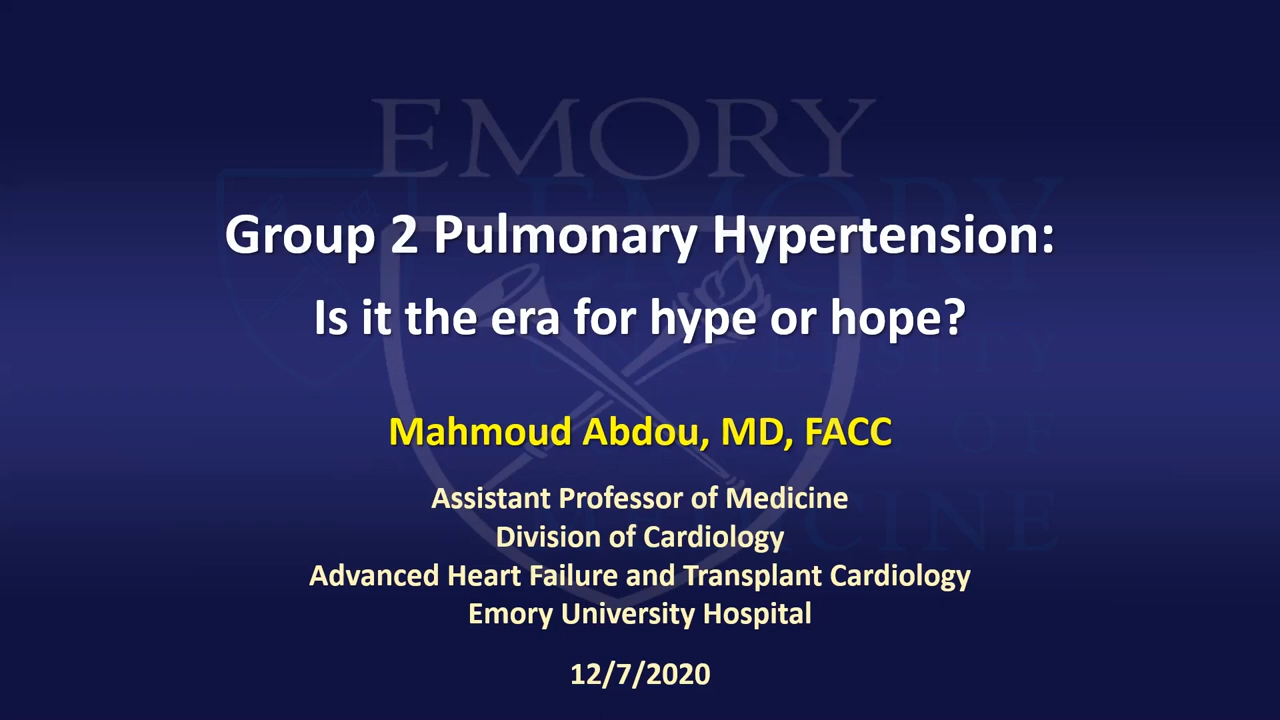 EMORY
Group 2 Pulmonary Hypertension:
Is it the era for hype or hope?
Mahmoud Abdou, MD, FACC
Assistant Professor of Medicine
Division of Cardiology
Advanced Heart Failure and Transplant Cardiology
Emory University Hospital
12/7/2020